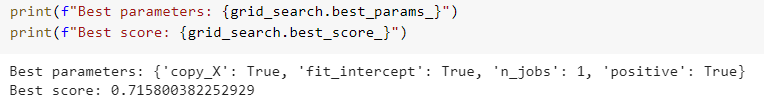 print(f"Best parameters: {grid_search.best_params_}")
print(f"Best score: {grid_search.best_score_}")
Best parameters: {'copy_X': True, 'fit_intercept': True, 'n_jobs': 1, 'positive': True}
Best score: 0.715800382252929